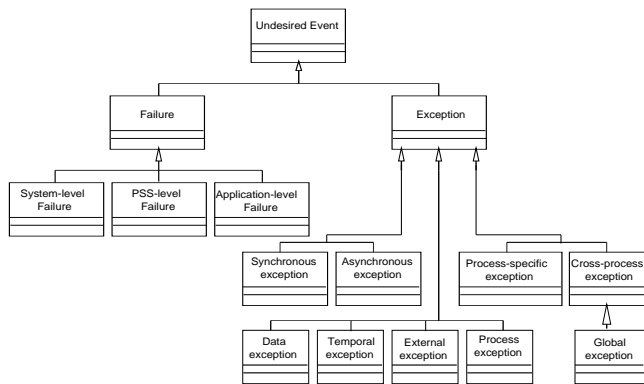 Undesired Event
Failure
Exception
System-level
Failure
PSS-level
Failure
Application-level
Failure
Synchronous
exception
Asynchronous
exception
Process-specific
exception
Cross-process
exception
Data
exception
Temporal
exception
External
exception
Process
exception
Global
exception